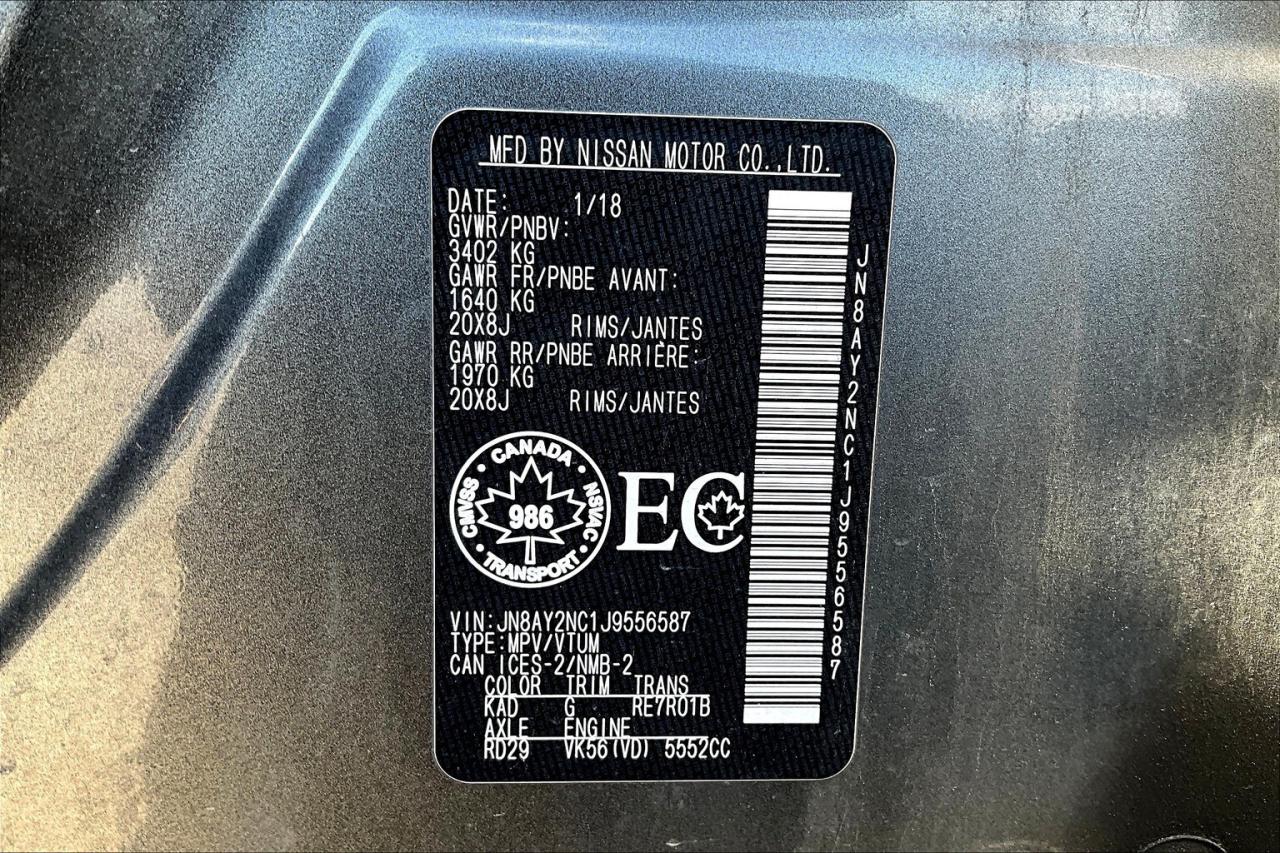 MFD BY NISSAN MOTOR CO.,LTD.
DATE: 1/18
GVWR/PNBV:
3402 KG
GAWR FR/PNBE AVANT:
1640 KG
20X8J RIMS/JANTES
GAWR RR/PNBE ARRIÈRE:
1970 KG
20X8J RIMS/JANTES
CANADA
CMVSS
986
NSVAC
TRANSPORT
EC
VIN:JN8AY2NC1J9556587
TYPE:MPV/VTUM
CAN ICES-2/NMB-2
COLOR TRIM TRANS
KAD G RE7R01B
AXLE ENGINE
RD29 VK56(VD) 5552CC
JN8AY2NC1J9556587